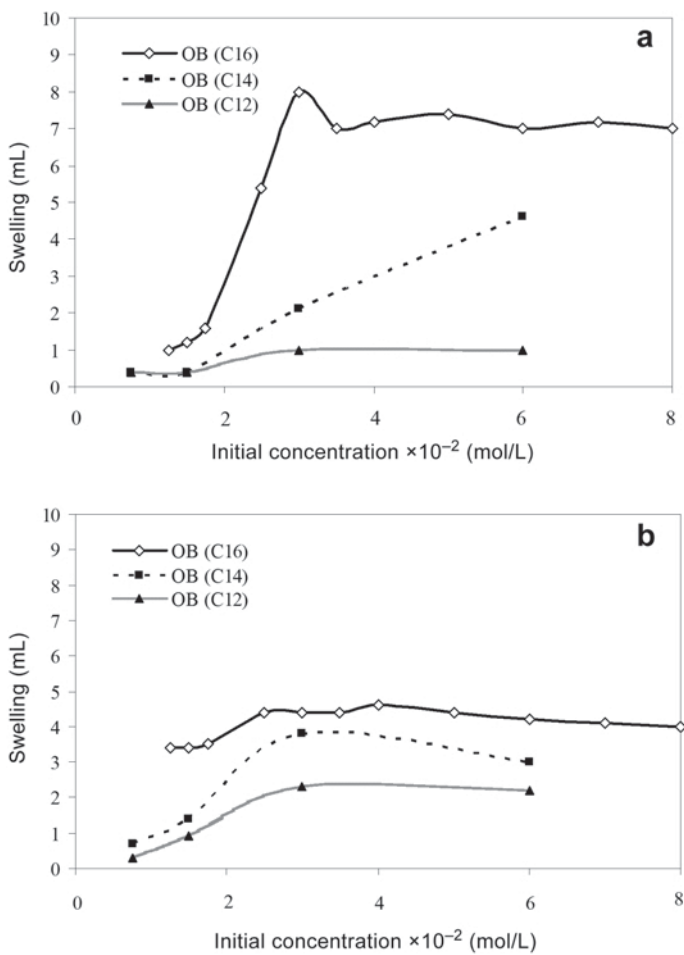 a
10
9
8
7
6
5
4
3
2
1
0
Swelling (mL)
OB (C16)
OB (C14)
OB (C12)
0 2 4 6 8
Initial concentration ×10⁻² (mol/L)
b
10
9
8
7
6
5
4
3
2
1
0
Swelling (mL)
OB (C16)
OB (C14)
OB (C12)
0 2 4 6 8
Initial concentration ×10⁻² (mol/L)